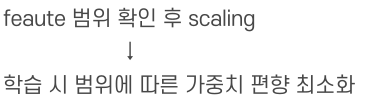 feaute 범위 확인 후 scaling
↓
학습 시 범위에 따른 가중치 편향 최소화